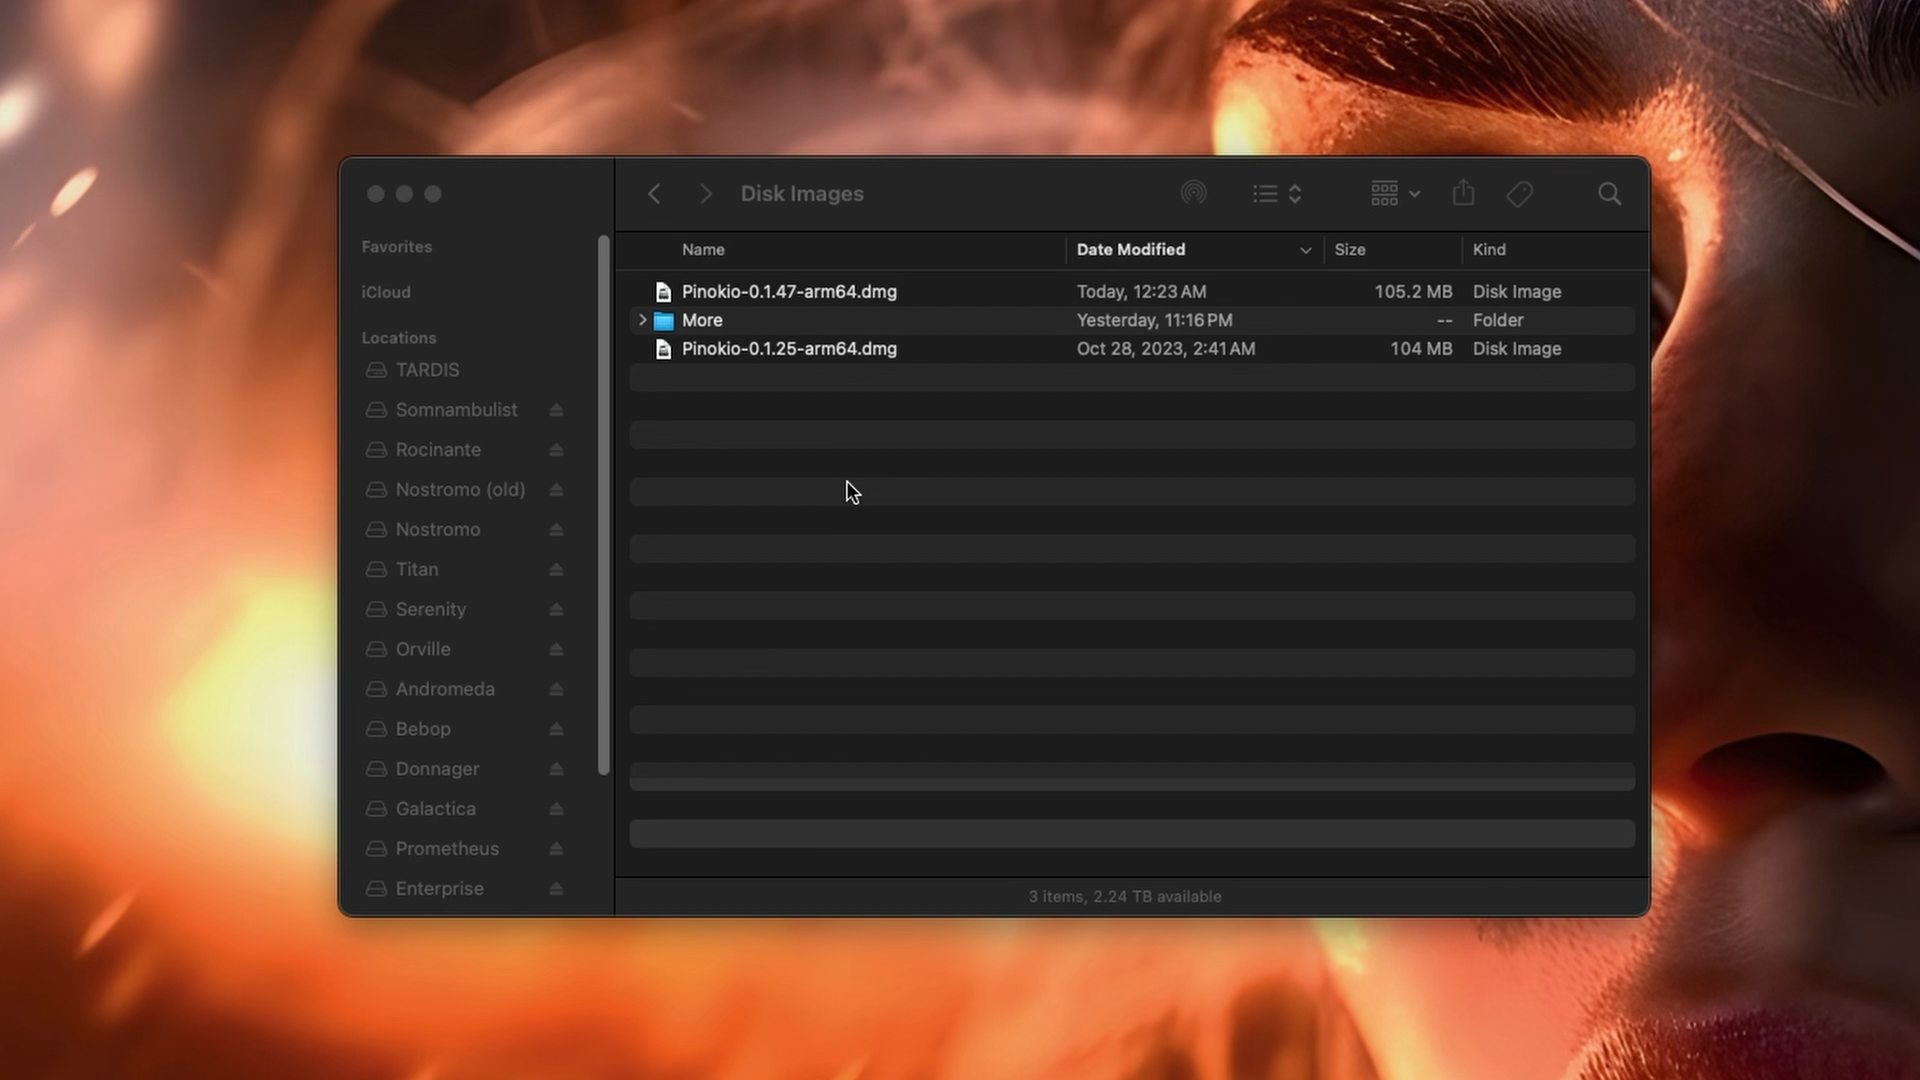 Disk Images
Favorites
iCloud
Locations
TARDIS
Somnambulist
Rocinante
Nostromo (old)
Nostromo
Titan
Serenity
Orville
Andromeda
Bebop
Donnager
Galactica
Prometheus
Enterprise
Name Date Modified Size Kind
Pinokio-0.1.47-arm64.dmg Today, 12:23 AM 105.2 MB Disk Image
More Yesterday, 11:16 PM -- Folder
Pinokio-0.1.25-arm64.dmg Oct 28, 2023, 2:41 AM 104 MB Disk Image
3 items, 2.24 TB available